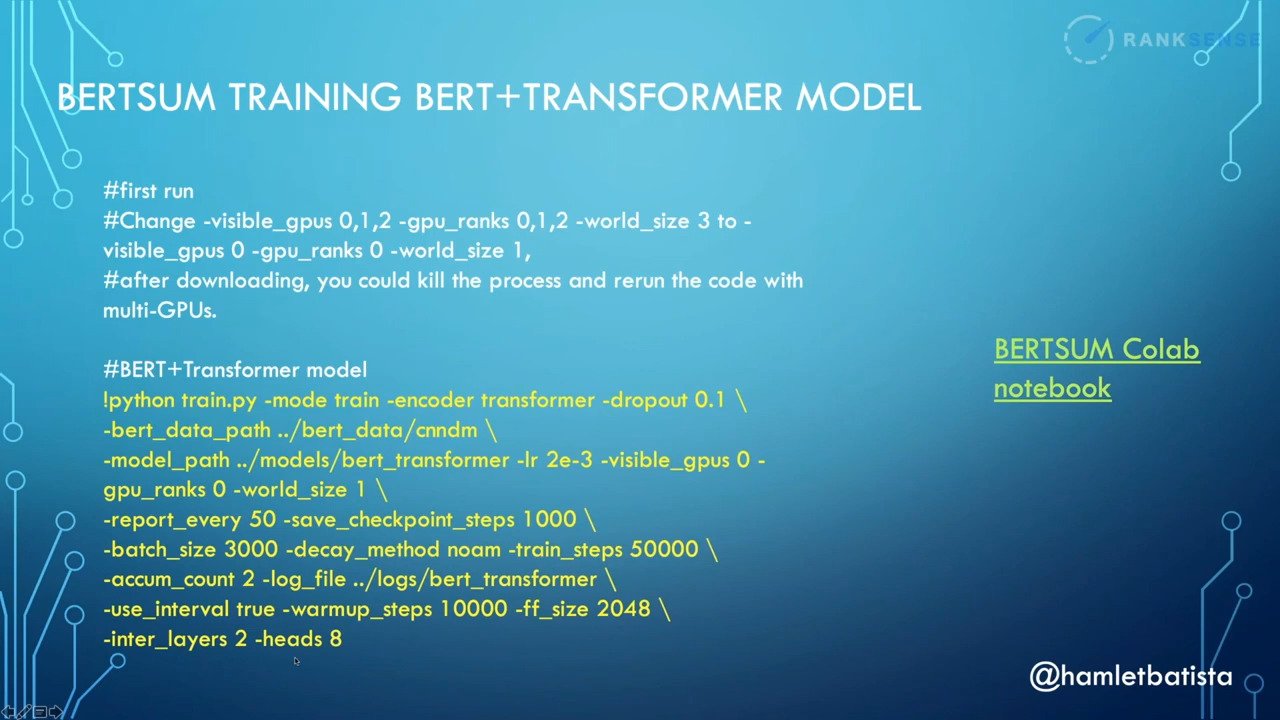 RANKSENSE
BERTSUM TRAINING BERT+TRANSFORMER MODEL
#first run
#Change -visible_gpus 0,1,2 -gpu_ranks 0,1,2 -world_size 3 to -
visible_gpus 0 -gpu_ranks 0 -world_size 1,
#after downloading, you could kill the process and rerun the code with
multi-GPUs.
#BERT+Transformer model
!python train.py -mode train -encoder transformer -dropout 0.1 \
-bert_data_path ../bert_data/cnndm \
-model_path ../models/bert_transformer -lr 2e-3 -visible_gpus 0 -
gpu_ranks 0 -world_size 1 \
-report_every 50 -save_checkpoint_steps 1000 \
-batch_size 3000 -decay_method noam -train_steps 50000 \
-accum_count 2 -log_file ../logs/bert_transformer \
-use_interval true -warmup_steps 10000 -ff_size 2048 \
-inter_layers 2 -heads 8
BERTSUM Colab
notebook
@hamletbatista